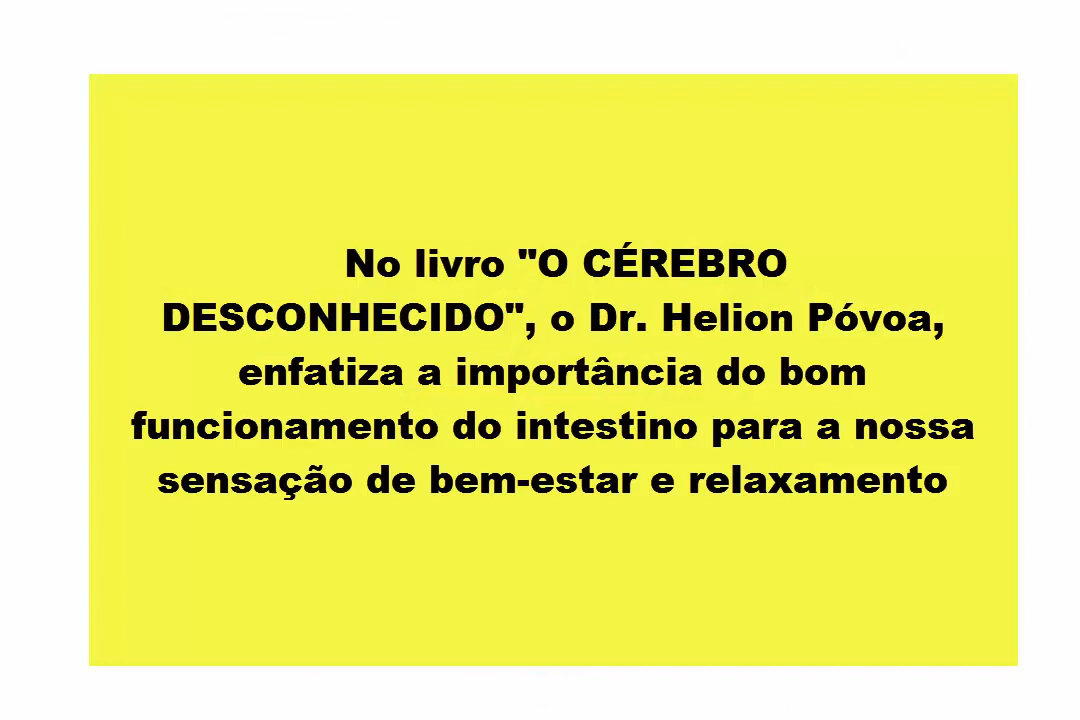 No livro "O CÉREBRO
DESCONHECIDO", o Dr. Helion Póvoa,
enfatiza a importância do bom
funcionamento do intestino para a nossa
sensação de bem-estar e relaxamento